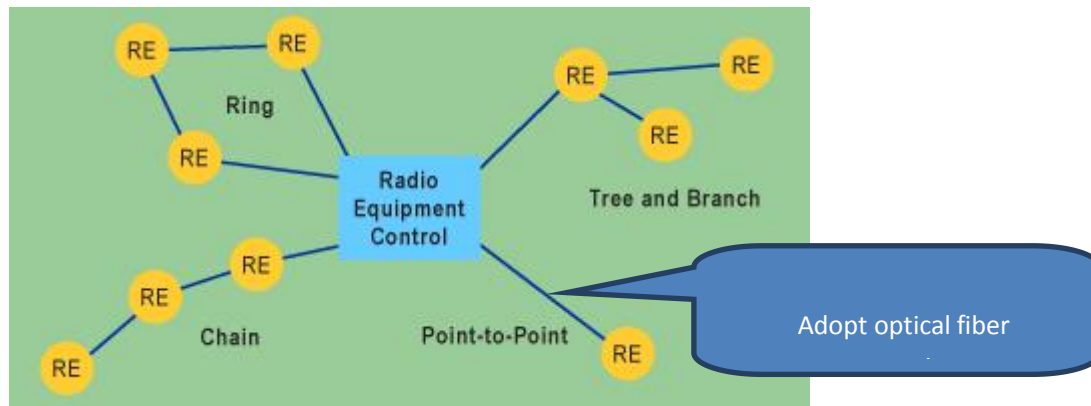 RE
RE
Ring
RE
RE
RE
RE
Tree and Branch
Radio
Equipment
Control
RE
RE
RE
Chain
Point-to-Point
RE
Adopt optical fiber